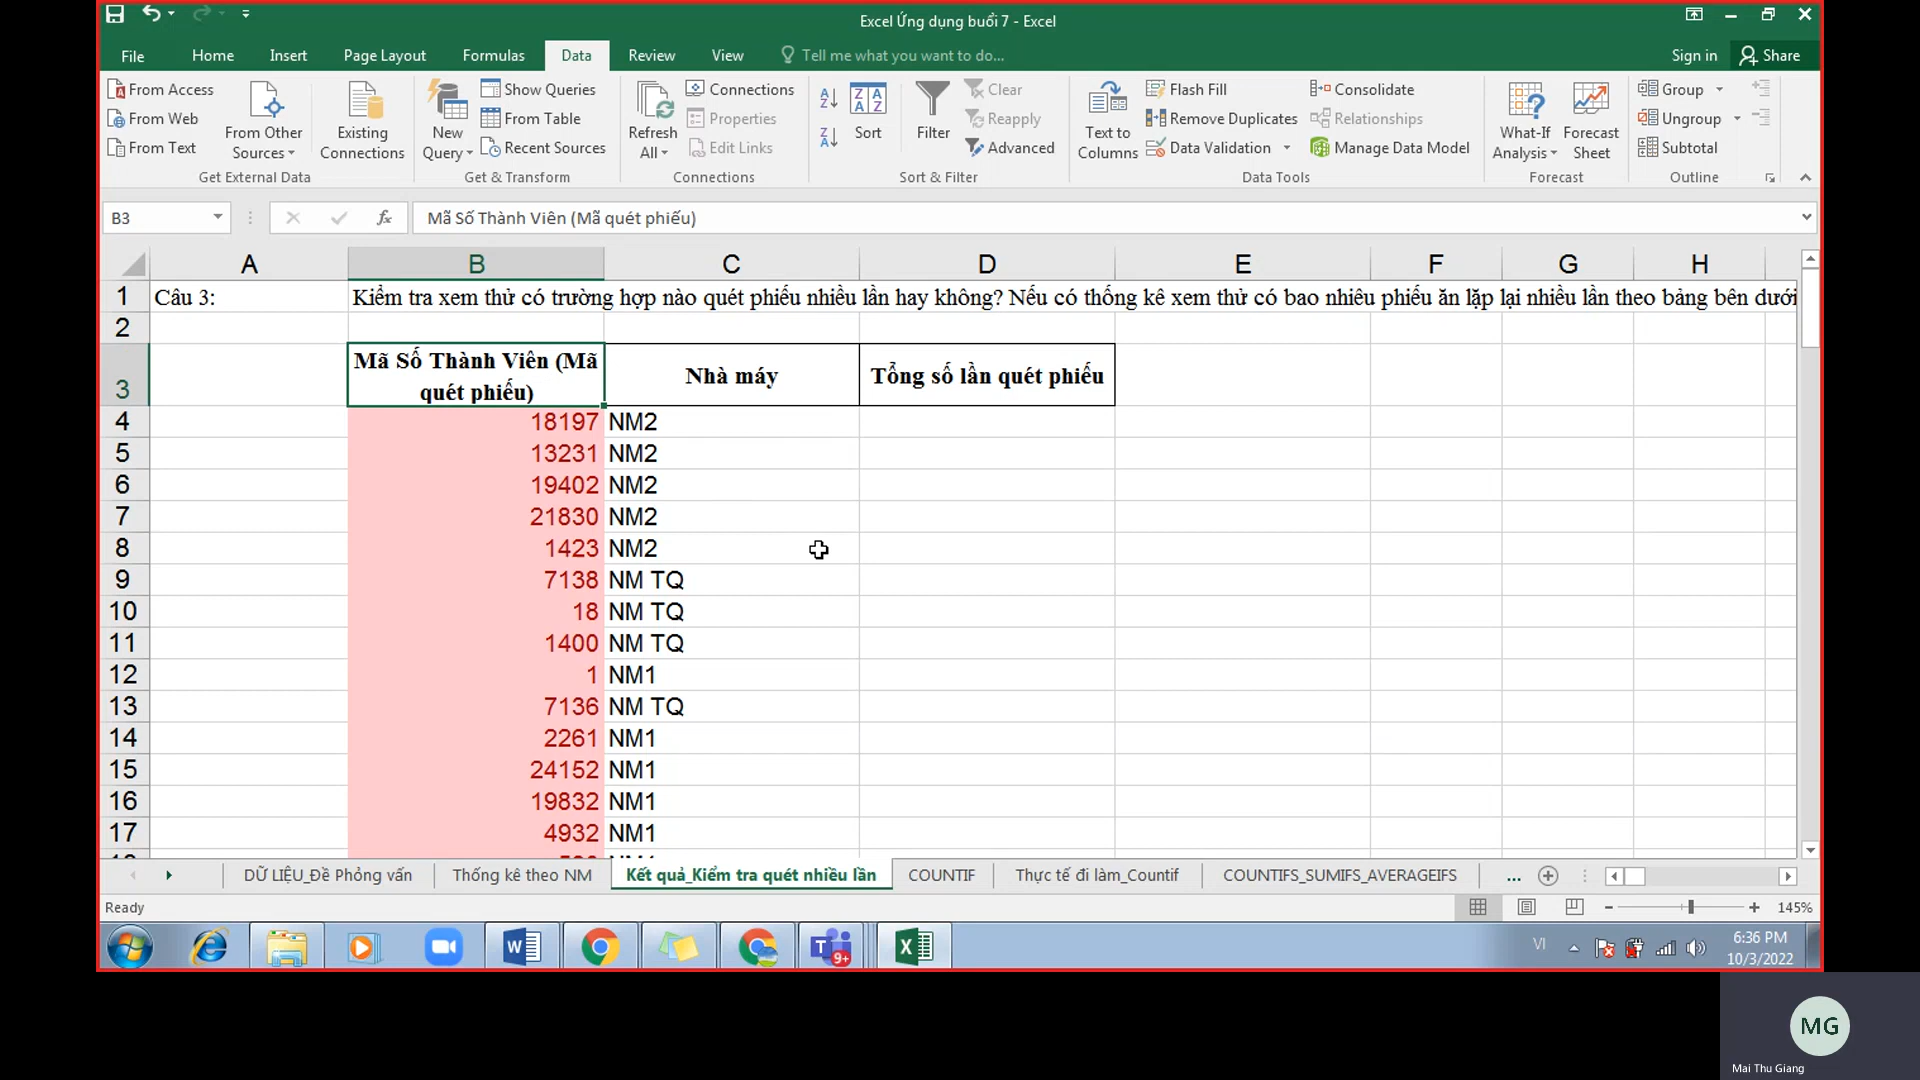 Excel Ứng dụng buổi 7 - Excel
File Home Insert Page Layout Formulas Data Review View Tell me what you want to do... Sign in Share
From Access
From Web
From Text
From Other Sources
Existing Connections
Get External Data
New Query
Show Queries
From Table
Recent Sources
Get & Transform
Refresh All
Connections
Properties
Edit Links
Connections
Sort
Filter
Clear
Reapply
Advanced
Sort & Filter
Text to Columns
Flash Fill
Remove Duplicates
Data Validation
Consolidate
Relationships
Manage Data Model
Data Tools
What-If Analysis
Forecast Sheet
Forecast
Group
Ungroup
Subtotal
Outline
B3 fx Mã Số Thành Viên (Mã quét phiếu)
A B C D E F G H
1 Câu 3: Kiểm tra xem thử có trường hợp nào quét phiếu nhiều lần hay không? Nếu có thống kê xem thử có bao nhiêu phiếu ăn lặp lại nhiều lần theo bảng bên dưới
2
3 Mã Số Thành Viên (Mã quét phiếu) Nhà máy Tổng số lần quét phiếu
4 18197 NM2
5 13231 NM2
6 19402 NM2
7 21830 NM2
8 1423 NM2
9 7138 NM TQ
10 18 NM TQ
11 1400 NM TQ
12 1 NM1
13 7136 NM TQ
14 2261 NM1
15 24152 NM1
16 19832 NM1
17 4932 NM1
DỮ LIỆU_Đề Phỏng vấn Thống kê theo NM Kết quả_Kiểm tra quét nhiều lần COUNTIF Thực tế đi làm_Countif COUNTIFS_SUMIFS_AVERAGEIFS ...
Ready 145%
9+ VI 6:36 PM
10/3/2022
MG
Mai Thu Giang